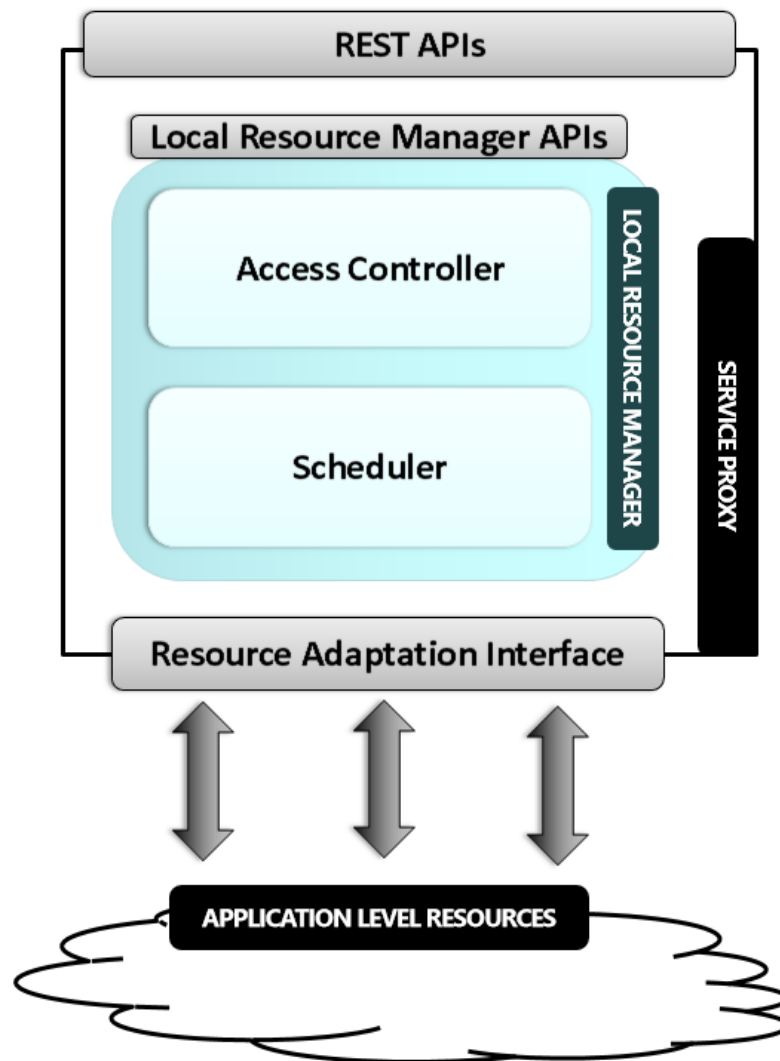 REST APIs
Local Resource Manager APIs
Access Controller
LOCAL RESOURCE MANAGER
Scheduler
SERVICE PROXY
Resource Adaptation Interface
APPLICATION LEVEL RESOURCES